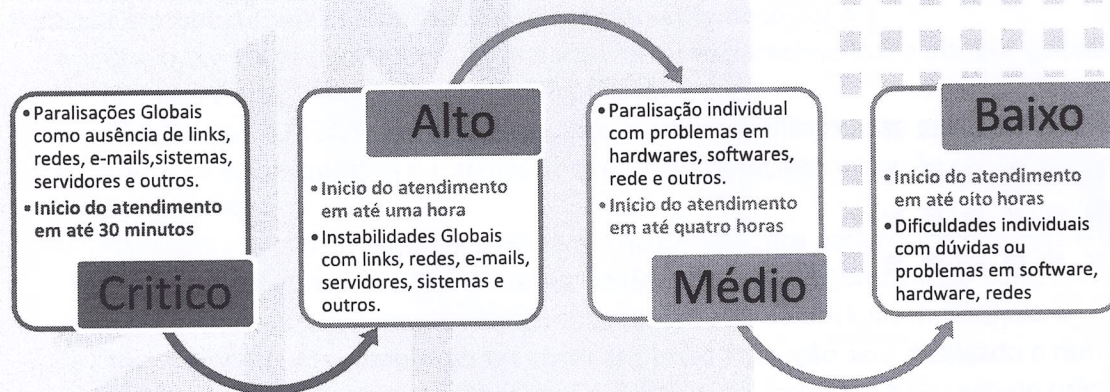 • Paralisações Globais
como ausência de links,
redes, e-mails,sistemas,
servidores e outros.
• Inicio do atendimento
em até 30 minutos
Critico
Alto
• Inicio do atendimento
em até uma hora
• Instabilidades Globais
com links, redes, e-mails,
servidores, sistemas e
outros.
• Paralisação individual
com problemas em
hardwares, softwares,
rede e outros.
• Início do atendimento
em até quatro horas
Médio
Baixo
• Inicio do atendimento
em até oito horas
• Dificuldades individuais
com dúvidas ou
problemas em software,
hardware, redes